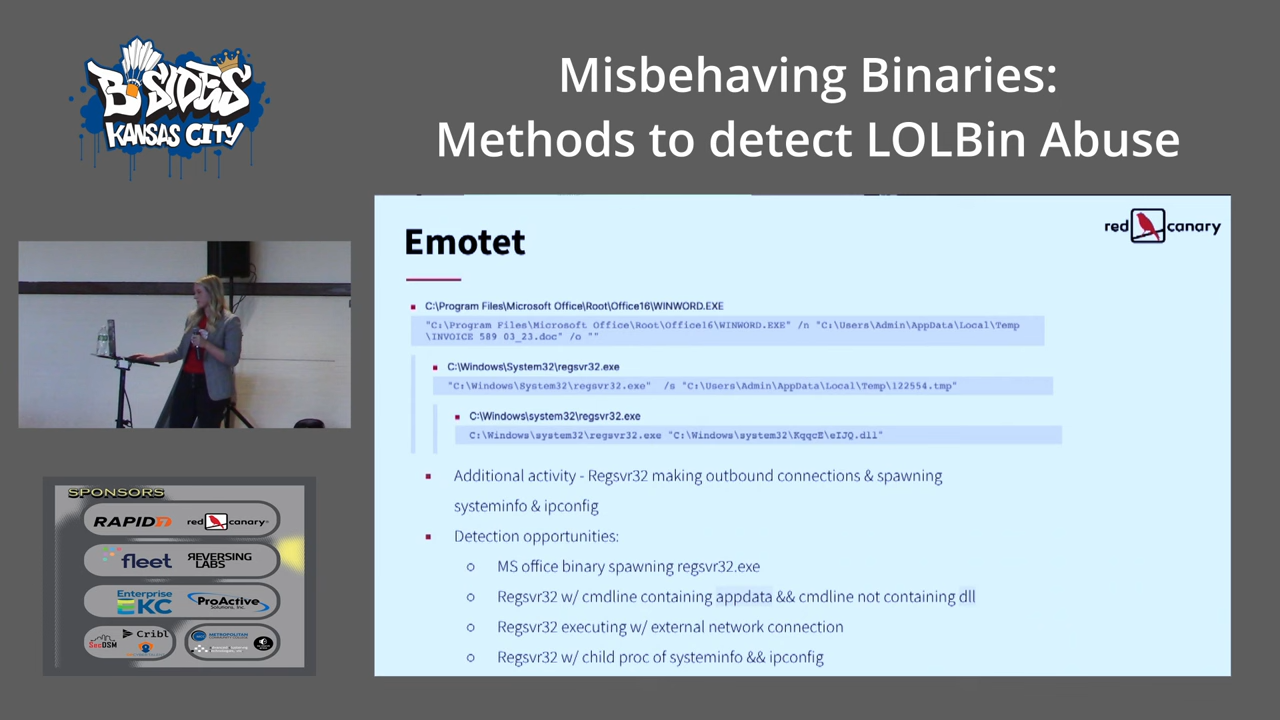 B SIDES
KANSAS CITY
Misbehaving Binaries:
Methods to detect LOLBin Abuse
red canary
Emotet
C:\Program Files\Microsoft Office\Root\Office16\WINWORD.EXE
"C:\Program Files\Microsoft Office\Root\Office16\WINWORD.EXE" /n "C:\Users\Admin\AppData\Local\Temp
\INVOICE 589 03_23.doc" /o ""
C:\Windows\System32\regsvr32.exe
"C:\Windows\System32\regsvr32.exe" /s "C:\Users\Admin\AppData\Local\Temp\122554.tmp"
C:\Windows\system32\regsvr32.exe
C:\Windows\system32\regsvr32.exe "C:\Windows\system32\KqqcE\eIJQ.dll"
Additional activity - Regsvr32 making outbound connections & spawning
systeminfo & ipconfig
Detection opportunities:
MS office binary spawning regsvr32.exe
Regsvr32 w/ cmdline containing appdata && cmdline not containing dll
Regsvr32 executing w/ external network connection
Regsvr32 w/ child proc of systeminfo && ipconfig
SPONSORS
RAPID7 red canary
fleet REVERSING
LABS
Enterprise
KC ProActive
Solutions, Inc.
SecDSM Cribl
METROPOLITAN